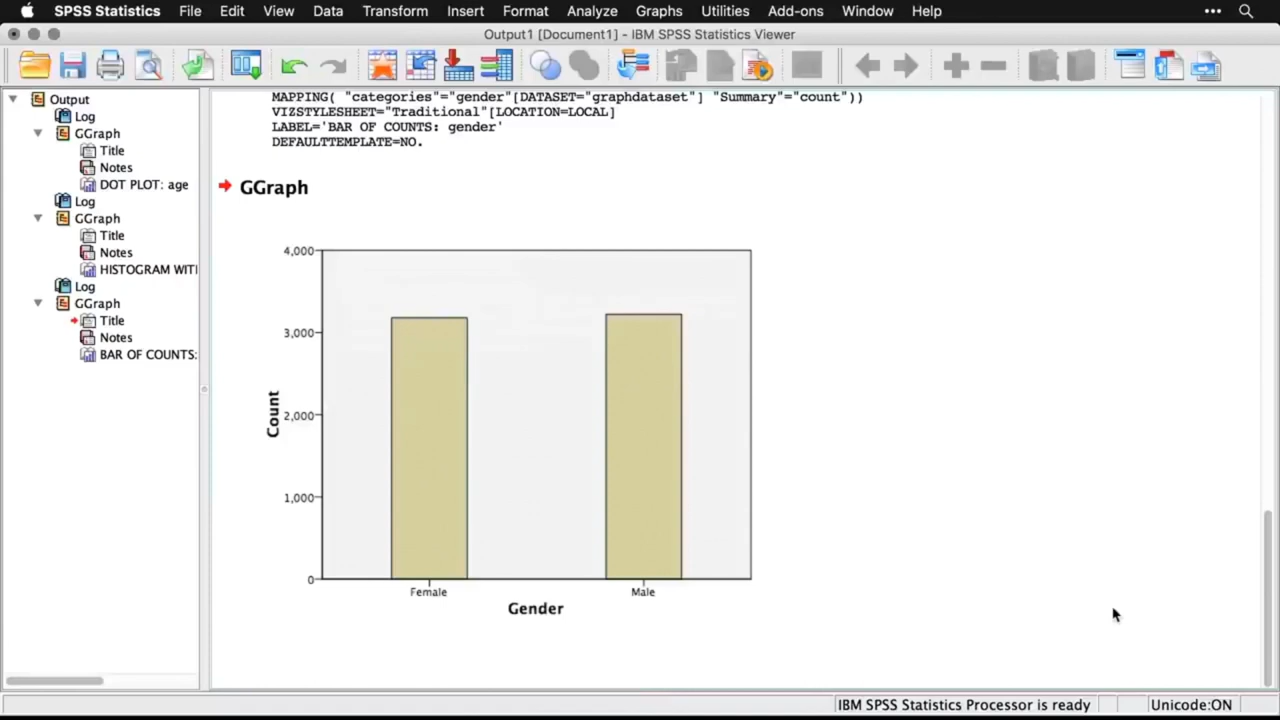 SPSS Statistics File Edit View Data Transform Insert Format Analyze Graphs Utilities Add-ons Window Help
Output1 [Document1] - IBM SPSS Statistics Viewer
Output
Log
GGraph
Title
Notes
DOT PLOT: age
Log
GGraph
Title
Notes
HISTOGRAM WITI
Log
GGraph
Title
Notes
BAR OF COUNTS:
MAPPING( "categories"="gender"[DATASET="graphdataset"] "Summary"="count"))
VIZSTYLESHEET="Traditional"[LOCATION=LOCAL]
LABEL='BAR OF COUNTS: gender'
DEFAULTTEMPLATE=NO.
GGraph
4,000
3,000
2,000
1,000
0
Count
Female Male
Gender
IBM SPSS Statistics Processor is ready Unicode:ON